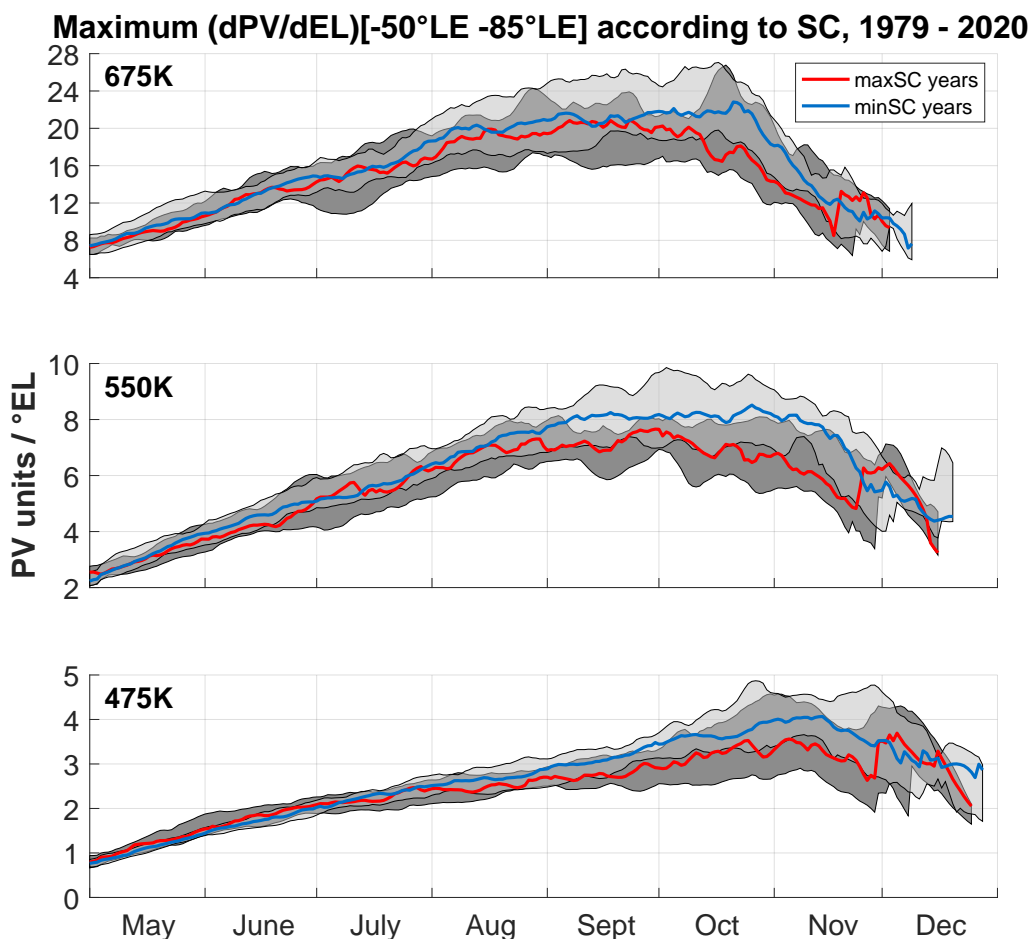 Maximum (dPV/dEL)[-50°LE -85°LE] according to SC, 1979 - 2020
28
24
20
16
12
8
4
675K
maxSC years
minSC years
PV units / °EL
10
8
6
4
2
550K
5
4
3
2
1
0
475K
May June July Aug Sept Oct Nov Dec